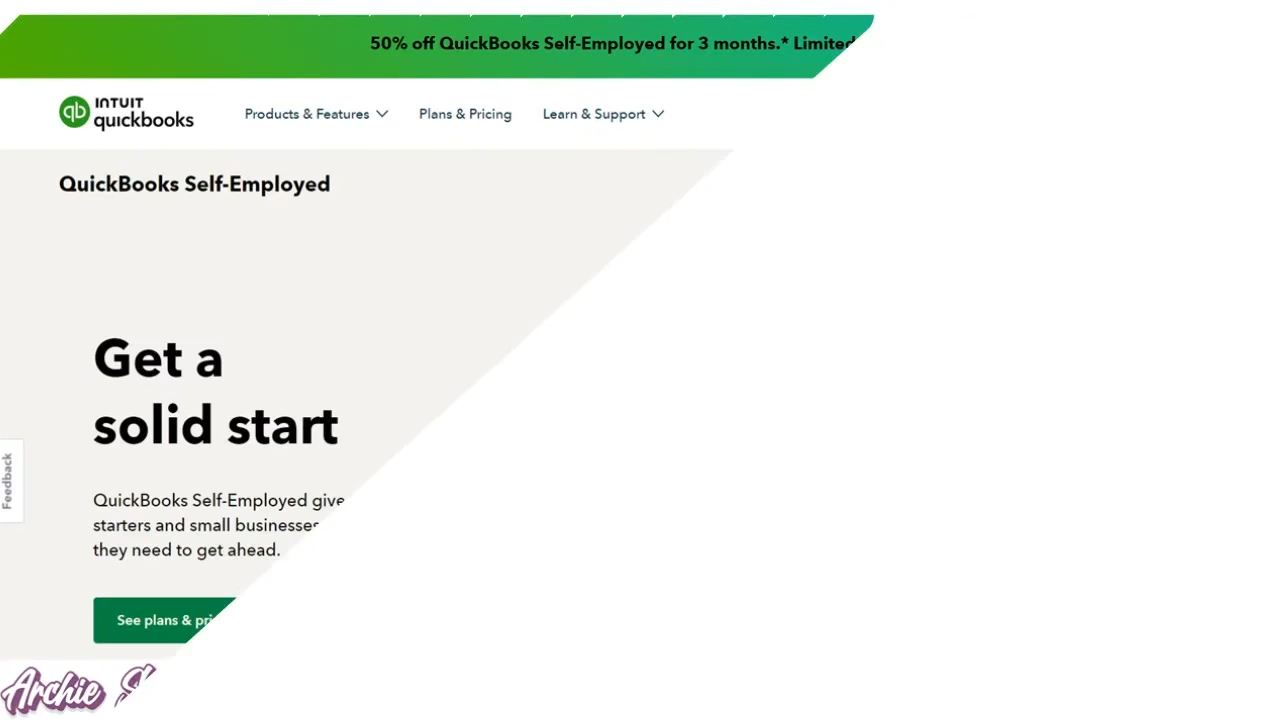 50% off QuickBooks Self-Employed for 3 months.* Limited
INTUIT
quickbooks
Products & Features
Plans & Pricing
Learn & Support
QuickBooks Self-Employed
Get a
solid start
QuickBooks Self-Employed give
starters and small businesses
they need to get ahead.
See plans &
Feedback
Archie